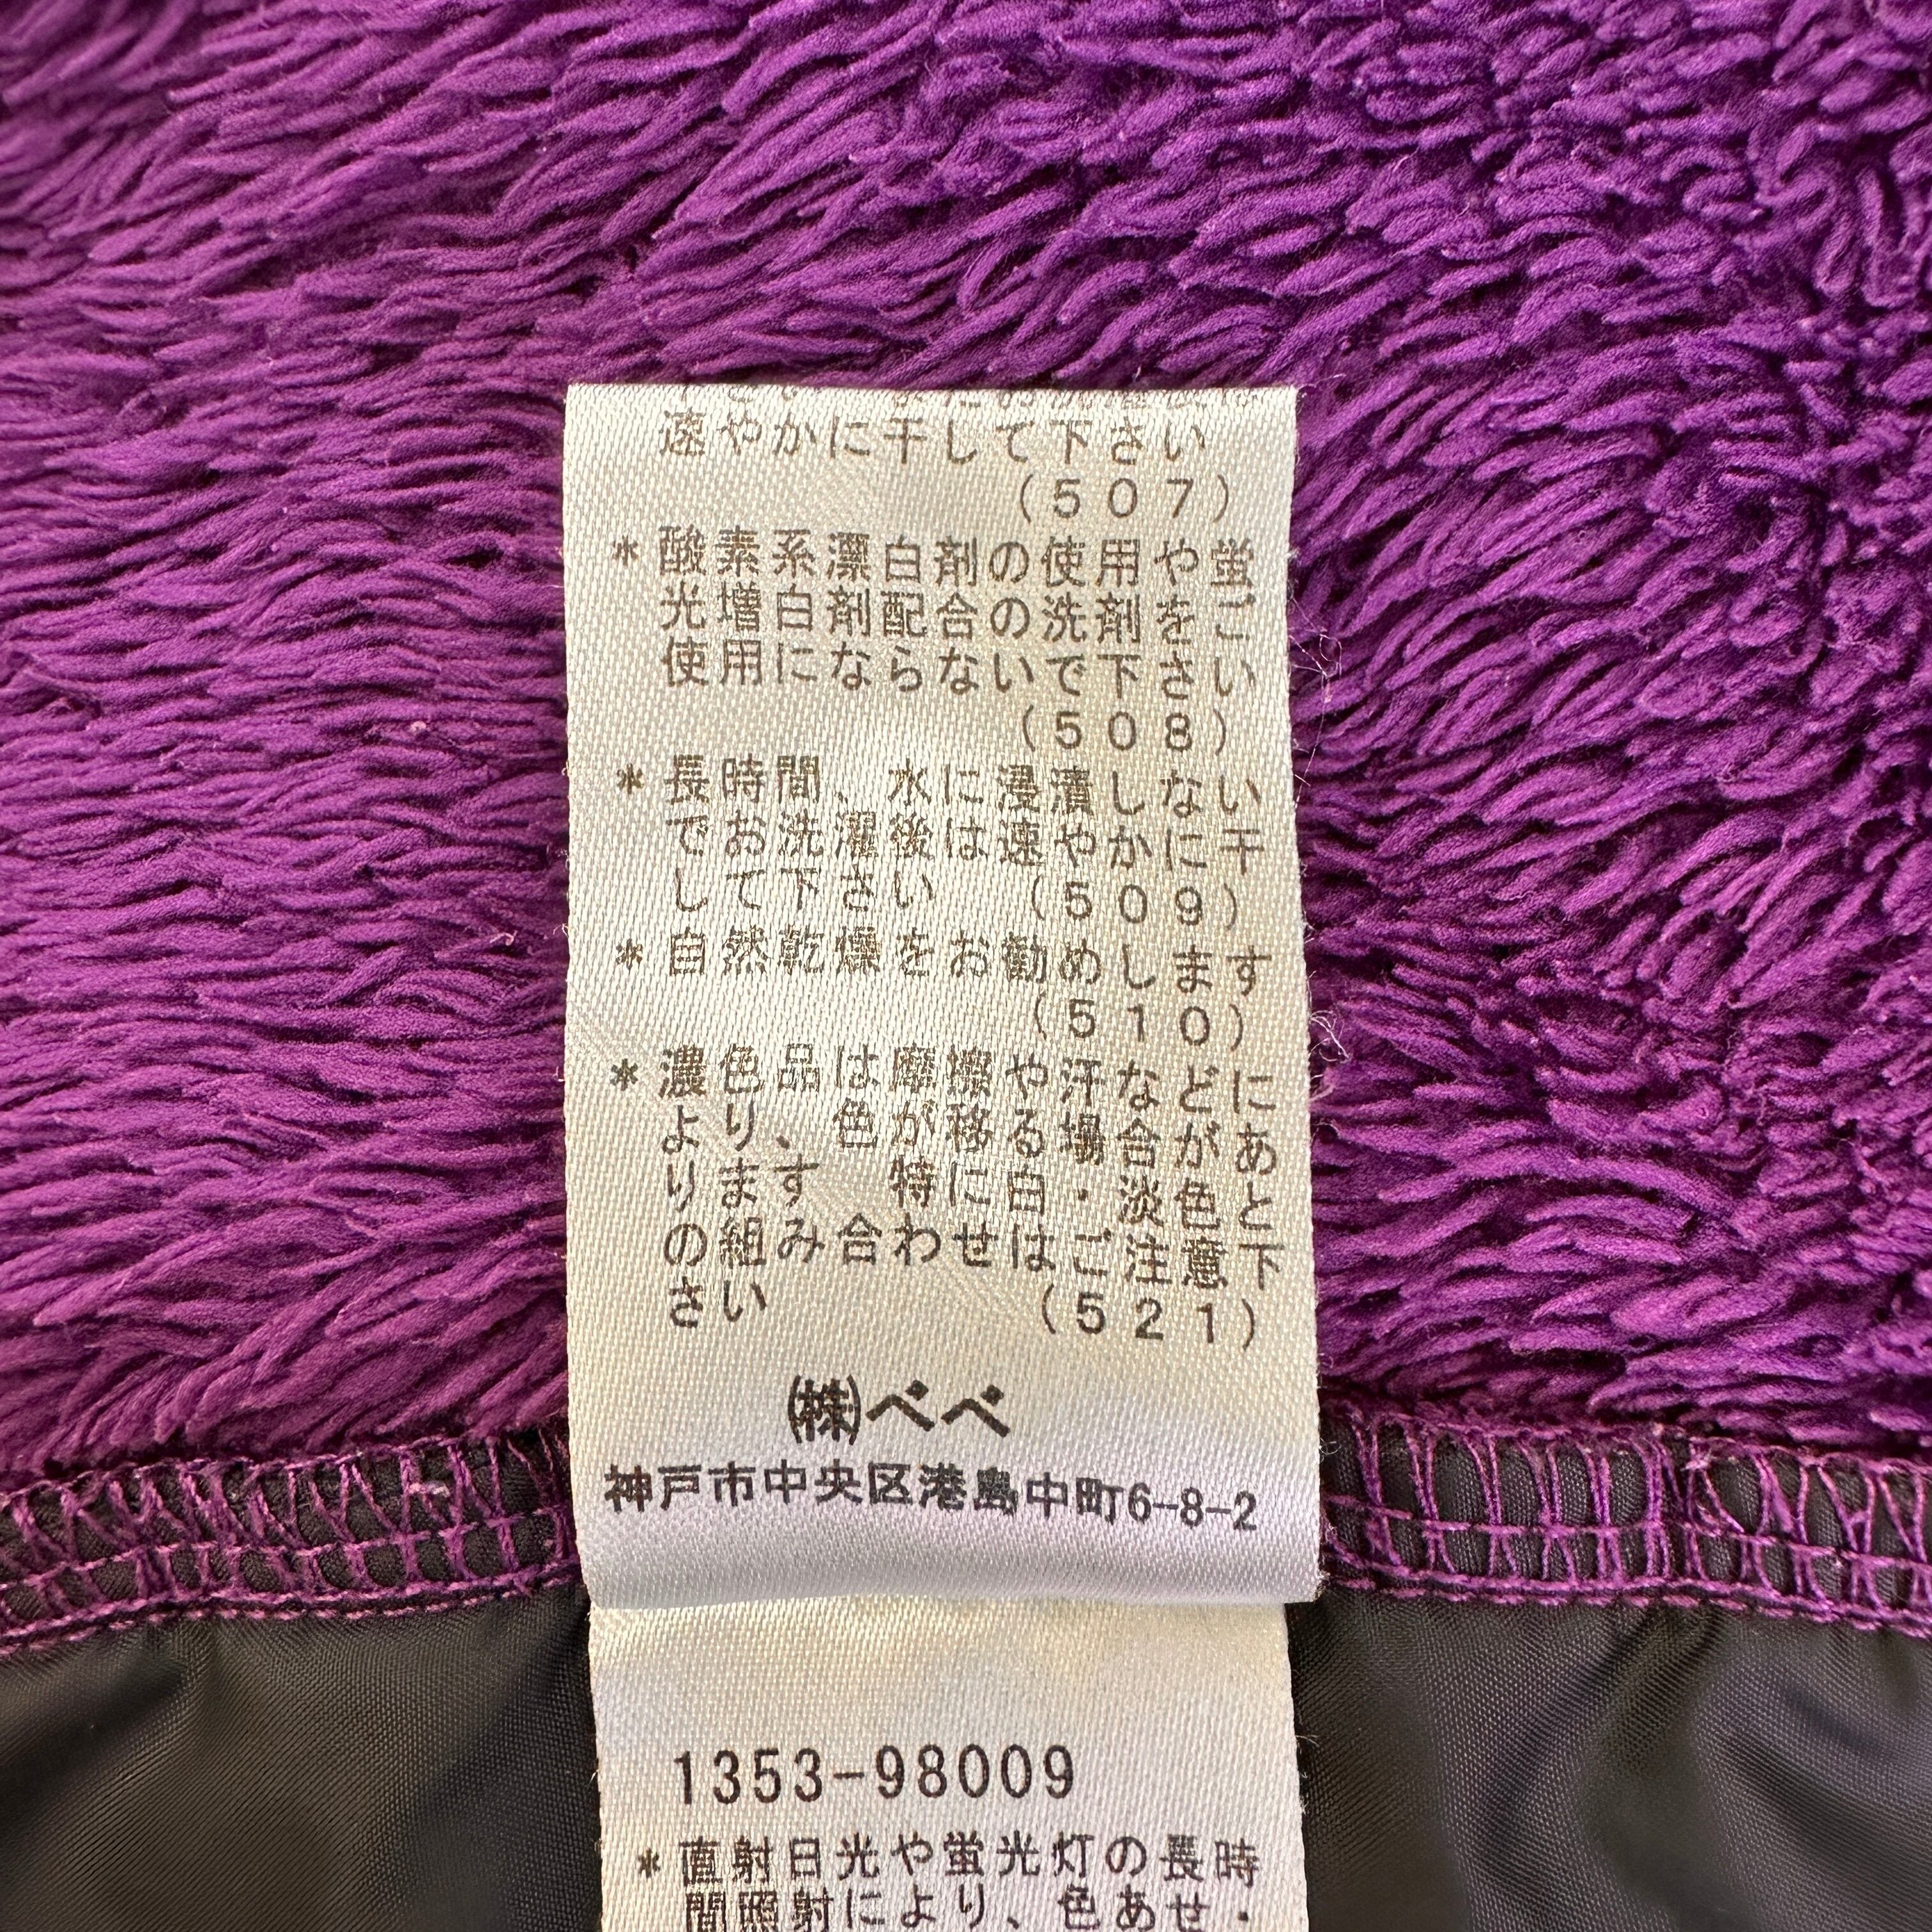 速やかに干して下さい
(507)
* 酸素系漂白剤の使用や蛍
光増白剤配合の洗剤をご
使用にならないで下さい
(508)
* 長時間、水に浸漬しない
でお洗濯後は速やかに干
して下さい (509)
* 自然乾燥をお勧めします
(510)
* 濃色品は摩擦や汗などに
より、色が移る場合があ
ります 特に白・淡色と
の組み合わせはご注意下
さい (521)
㈱べべ
神戸市中央区港島中町6-8-2
1353-98009
* 直射日光や蛍光灯の長時
間照射により、色あせ・